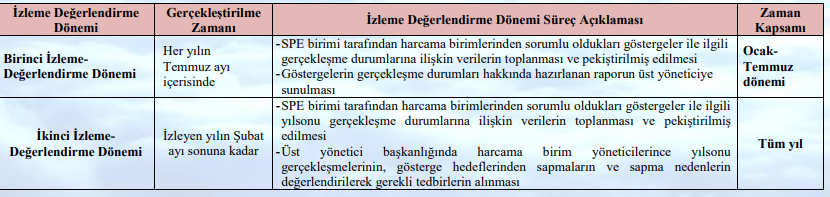 İzleme Değerlendirme
Dönemi
Gerçekleştirilme
Zamanı
İzleme Değerlendirme Dönemi Süreç Açıklaması
Zaman
Kapsamı
Birinci İzleme-
Değerlendirme Dönemi
Her yılın
Temmuz ayı
içerisinde
-SPE birimi tarafından harcama birimlerinden sorumlu oldukları göstergeler ile ilgili
gerçekleşme durumlarına ilişkin verilerin toplanması ve pekiştirilmiş edilmesi
-Göstergelerin gerçekleşme durumları hakkında hazırlanan raporun üst yöneticiye
sunulması
Ocak-
Temmuz
dönemi
İkinci İzleme-
Değerlendirme Dönemi
İzleyen yılın Şubat
ayı sonuna kadar
-SPE birimi tarafından harcama birimlerinden sorumlu oldukları göstergeler ile ilgili
yılsonu gerçekleşme durumlarına ilişkin verilerin toplanması ve pekiştirilmiş
edilmesi
-Üst yönetici başkanlığında harcama birim yöneticilerince yılsonu
gerçekleşmelerinin, gösterge hedeflerinden sapmaların ve sapma nedenlerin
değerlendirilerek gerekli tedbirlerin alınması
Tüm yıl